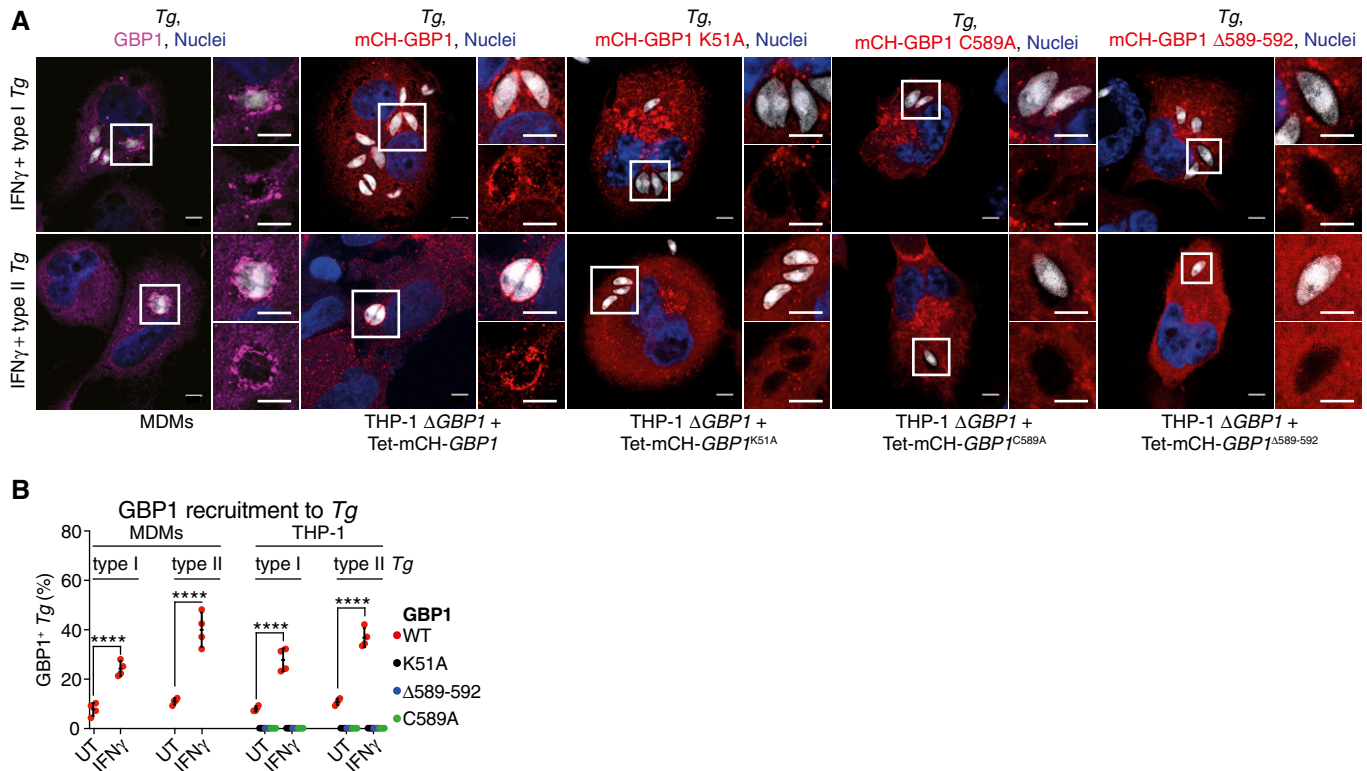 A
Tg,
GBP1, Nuclei
Tg,
mCH-GBP1, Nuclei
Tg,
mCH-GBP1 K51A, Nuclei
Tg,
mCH-GBP1 C589A, Nuclei
Tg,
mCH-GBP1 Δ589-592, Nuclei
IFNγ + type I Tg
IFNγ + type II Tg
MDMs
THP-1 ΔGBP1 +
Tet-mCH-GBP1
THP-1 ΔGBP1 +
Tet-mCH-GBP1K51A
THP-1 ΔGBP1 +
Tet-mCH-GBP1C589A
THP-1 ΔGBP1 +
Tet-mCH-GBP1Δ589-592
B
GBP1 recruitment to Tg
MDMs THP-1
type I type II type I type II Tg
GBP1+ Tg (%)
80
60
40
20
0
**** **** **** ****
UT IFNγ UT IFNγ UT IFNγ UT IFNγ
GBP1
WT
K51A
Δ589-592
C589A